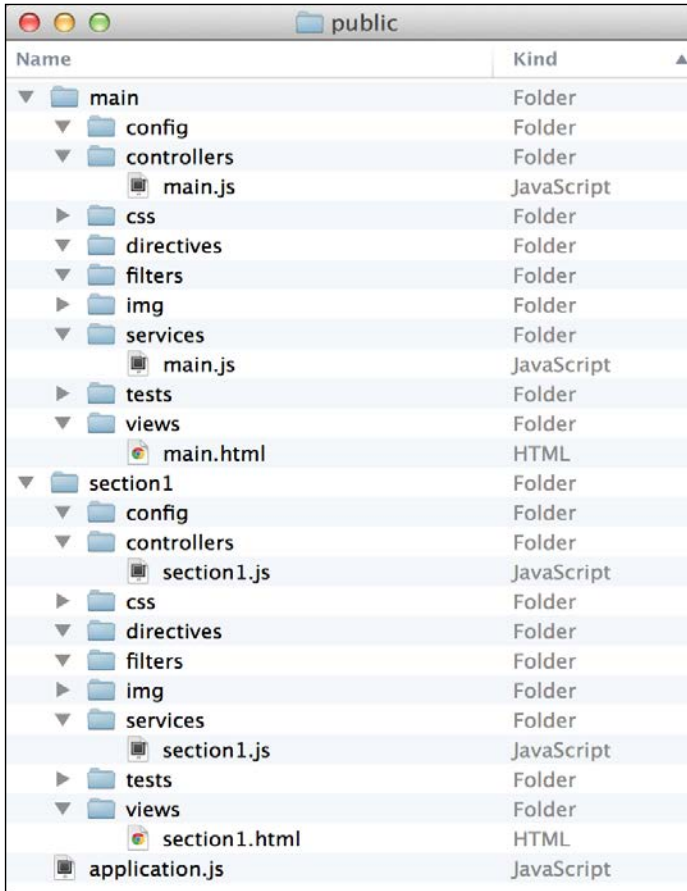 public
Name Kind
main Folder
config Folder
controllers Folder
main.js JavaScript
css Folder
directives Folder
filters Folder
img Folder
services Folder
main.js JavaScript
tests Folder
views Folder
main.html HTML
section1 Folder
config Folder
controllers Folder
section1.js JavaScript
css Folder
directives Folder
filters Folder
img Folder
services Folder
section1.js JavaScript
tests Folder
views Folder
section1.html HTML
application.js JavaScript